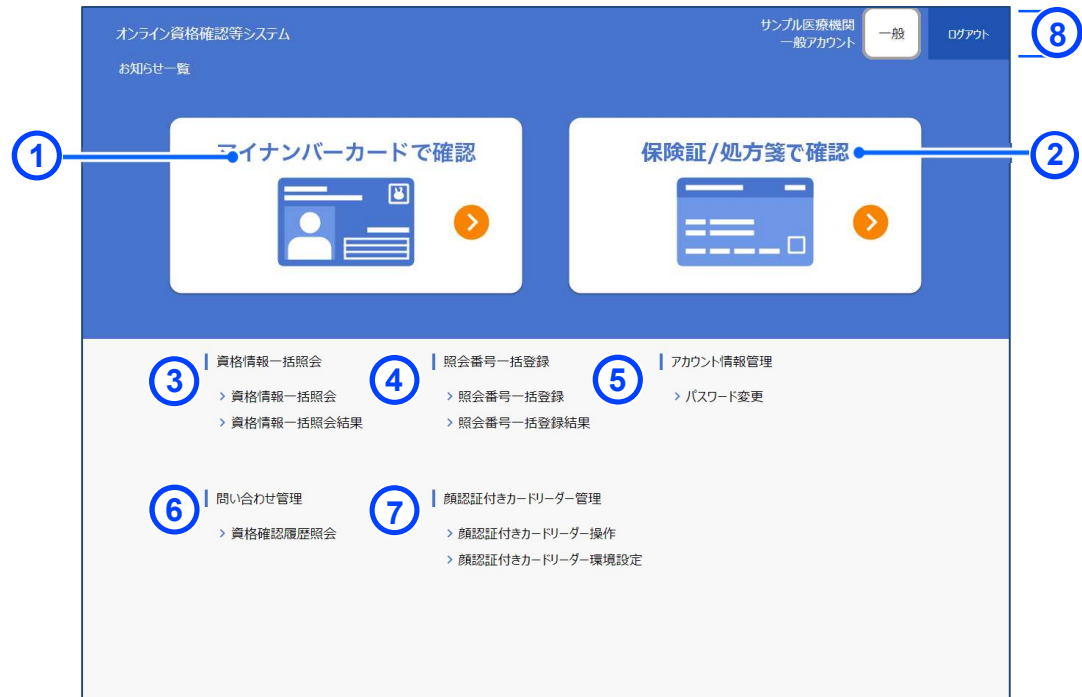 オンライン資格確認等システム
サンプル医療機関
一般アカウント
一般
ログアウト
8
お知らせ一覧
1
マイナンバーカードで確認
保険証/処方箋で確認
2
3
資格情報一括照会
資格情報一括照会
資格情報一括照会結果
4
照会番号一括登録
照会番号一括登録
照会番号一括登録結果
5
アカウント情報管理
パスワード変更
6
問い合わせ管理
資格確認履歴照会
7
顔認証付きカードリーダー管理
顔認証付きカードリーダー操作
顔認証付きカードリーダー環境設定